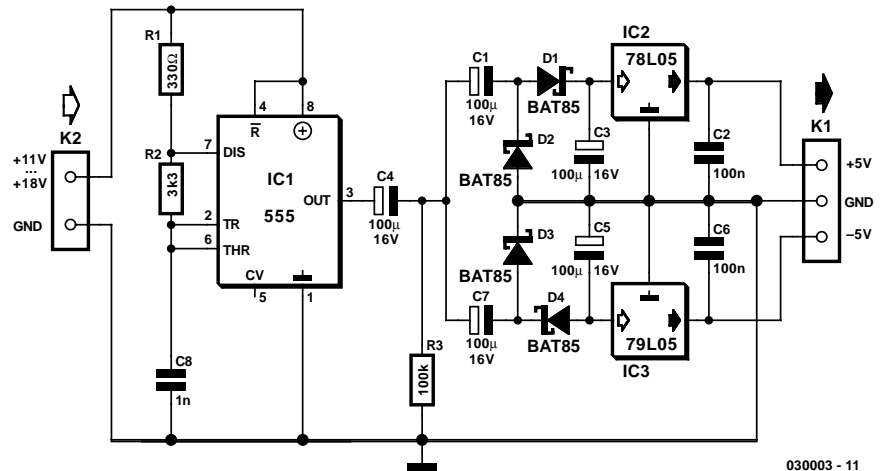 R1
330Ω
K2
+11V
...
+18V
GND
R2
3k3
4
R
8
7
DIS
IC1
555
OUT
3
2
TR
6
THR
CV
5
1
C8
1n
C4
100µ
16V
R3
100k
C1
100µ
16V
D1
BAT85
D2
BAT85
C3
100µ
16V
IC2
78L05
C2
100n
K1
+5V
GND
–5V
D3
BAT85
C5
100µ
16V
C6
100n
C7
100µ
16V
D4
BAT85
79L05
IC3
030003 - 11